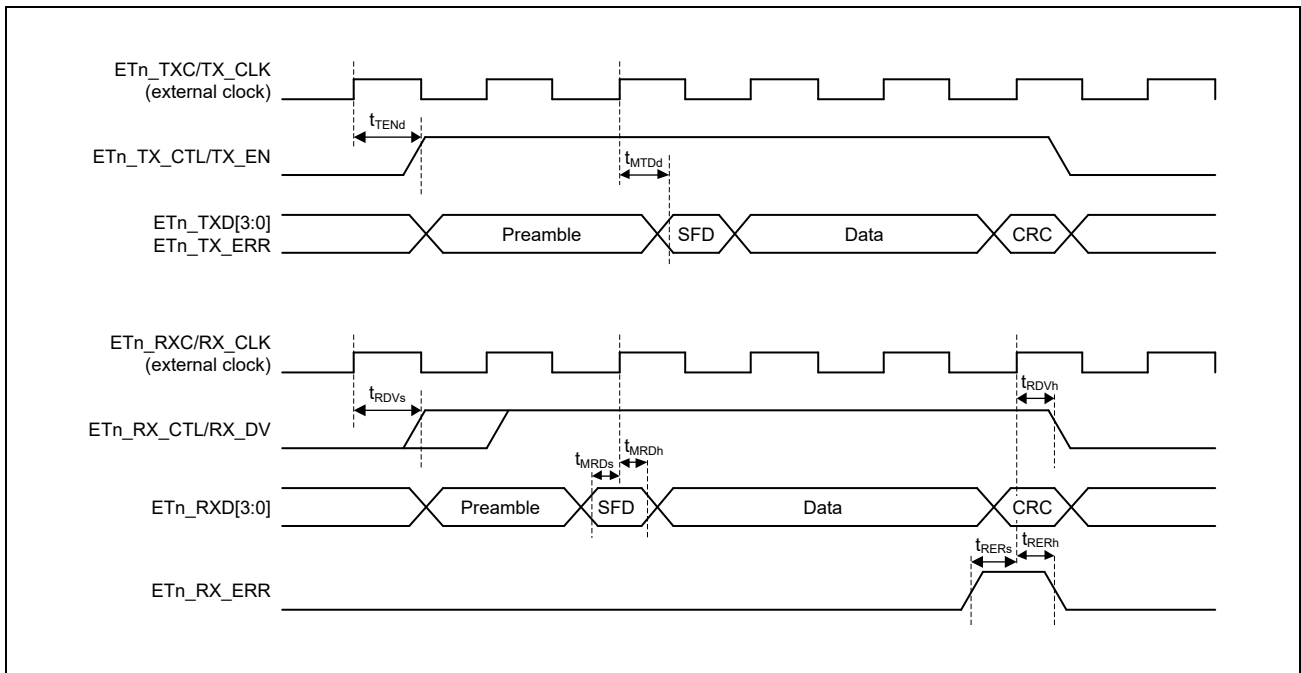 ETn_TXC/TX_CLK
(external clock)
tTENd
ETn_TX_CTL/TX_EN
tMTDd
ETn_TXD[3:0]
ETn_TX_ERR
Preamble SFD Data CRC
ETn_RXC/RX_CLK
(external clock)
tRDVs tRDVh
ETn_RX_CTL/RX_DV
tMRDs tMRDh
ETn_RXD[3:0] Preamble SFD Data CRC
tRERs tRERh
ETn_RX_ERR